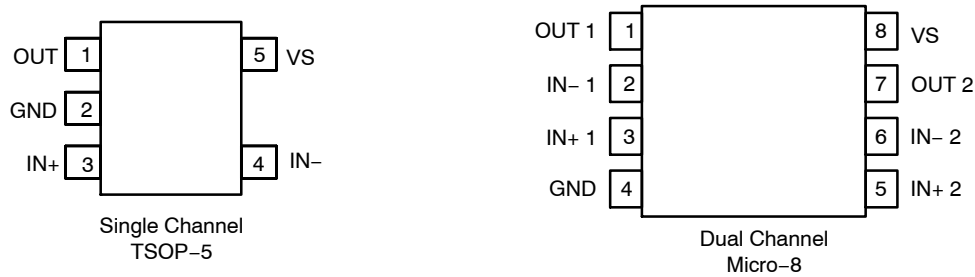 OUT 1 5 VS
GND 2
IN+ 3 4 IN−
Single Channel
TSOP−5
OUT 1 1 8 VS
IN− 1 2 7 OUT 2
IN+ 1 3 6 IN− 2
GND 4 5 IN+ 2
Dual Channel
Micro−8